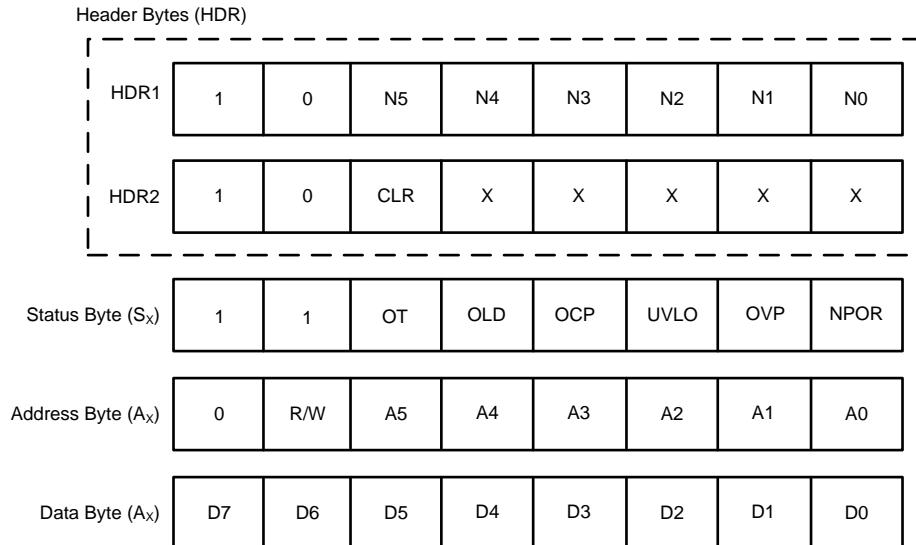 Header Bytes (HDR)
HDR1 1 0 N5 N4 N3 N2 N1 N0
HDR2 1 0 CLR X X X X X
Status Byte (SX) 1 1 OT OLD OCP UVLO OVP NPOR
Address Byte (AX) 0 R/W A5 A4 A3 A2 A1 A0
Data Byte (AX) D7 D6 D5 D4 D3 D2 D1 D0